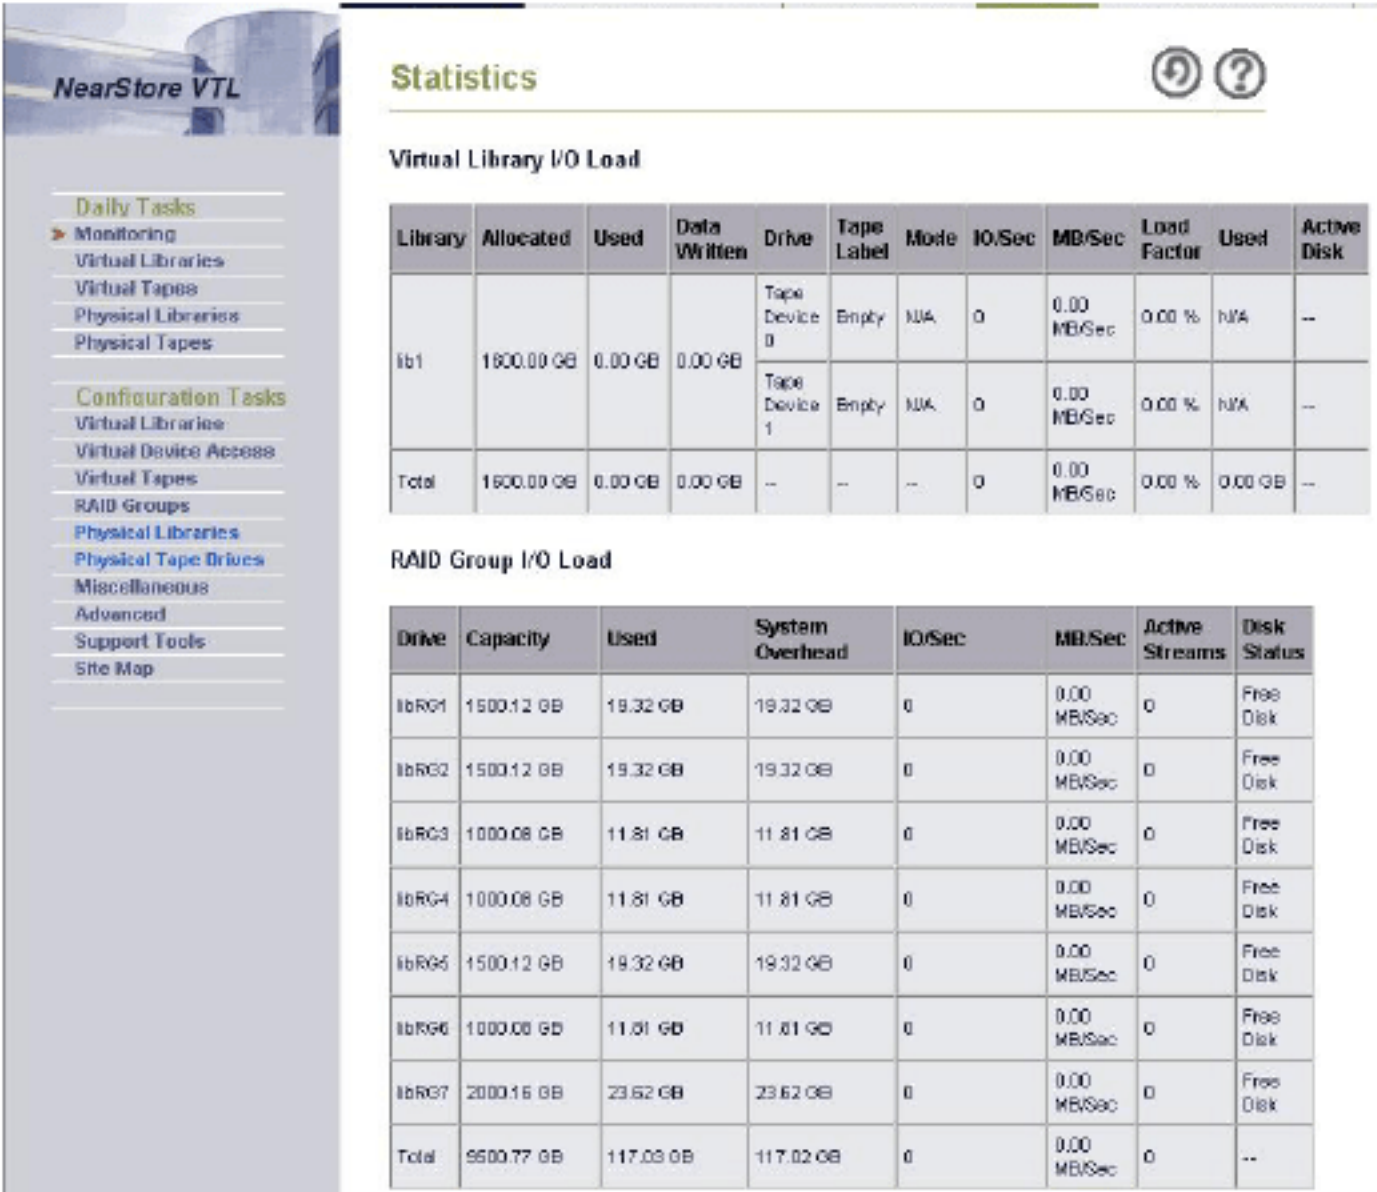 NearStore VTL
Daily Tasks
Monitoring
Virtual Libraries
Virtual Tapes
Physical Libraries
Physical Tapes
Configuration Tasks
Virtual Libraries
Virtual Device Access
Virtual Tapes
RAID Groups
Physical Libraries
Physical Tape Drives
Miscellaneous
Advanced
Support Tools
Site Map
Statistics
Virtual Library I/O Load
Library Allocated Used Data Written Drive Tape Label Mode IO/Sec MB/Sec Load Factor Used Active Disk
lib1 1600.00 GB 0.00 GB 0.00 GB Tape Device 0 Empty N/A 0 0.00 MB/Sec 0.00 % N/A --
Tape Device 1 Empty N/A 0 0.00 MB/Sec 0.00 % N/A --
Total 1600.00 GB 0.00 GB 0.00 GB -- -- -- 0 0.00 MB/Sec 0.00 % 0.00 GB --
RAID Group I/O Load
Drive Capacity Used System Overhead IO/Sec MB/Sec Active Streams Disk Status
libRG1 1500.12 GB 19.32 GB 19.32 GB 0 0.00 MB/Sec 0 Free Disk
libRG2 1500.12 GB 19.32 GB 19.32 GB 0 0.00 MB/Sec 0 Free Disk
libRG3 1000.08 GB 11.81 GB 11.81 GB 0 0.00 MB/Sec 0 Free Disk
libRG4 1000.08 GB 11.81 GB 11.81 GB 0 0.00 MB/Sec 0 Free Disk
libRG5 1500.12 GB 19.32 GB 19.32 GB 0 0.00 MB/Sec 0 Free Disk
libRG6 1000.08 GB 11.81 GB 11.81 GB 0 0.00 MB/Sec 0 Free Disk
libRG7 2000.16 GB 23.62 GB 23.62 GB 0 0.00 MB/Sec 0 Free Disk
Total 9500.77 GB 117.03 GB 117.02 GB 0 0.00 MB/Sec 0 --